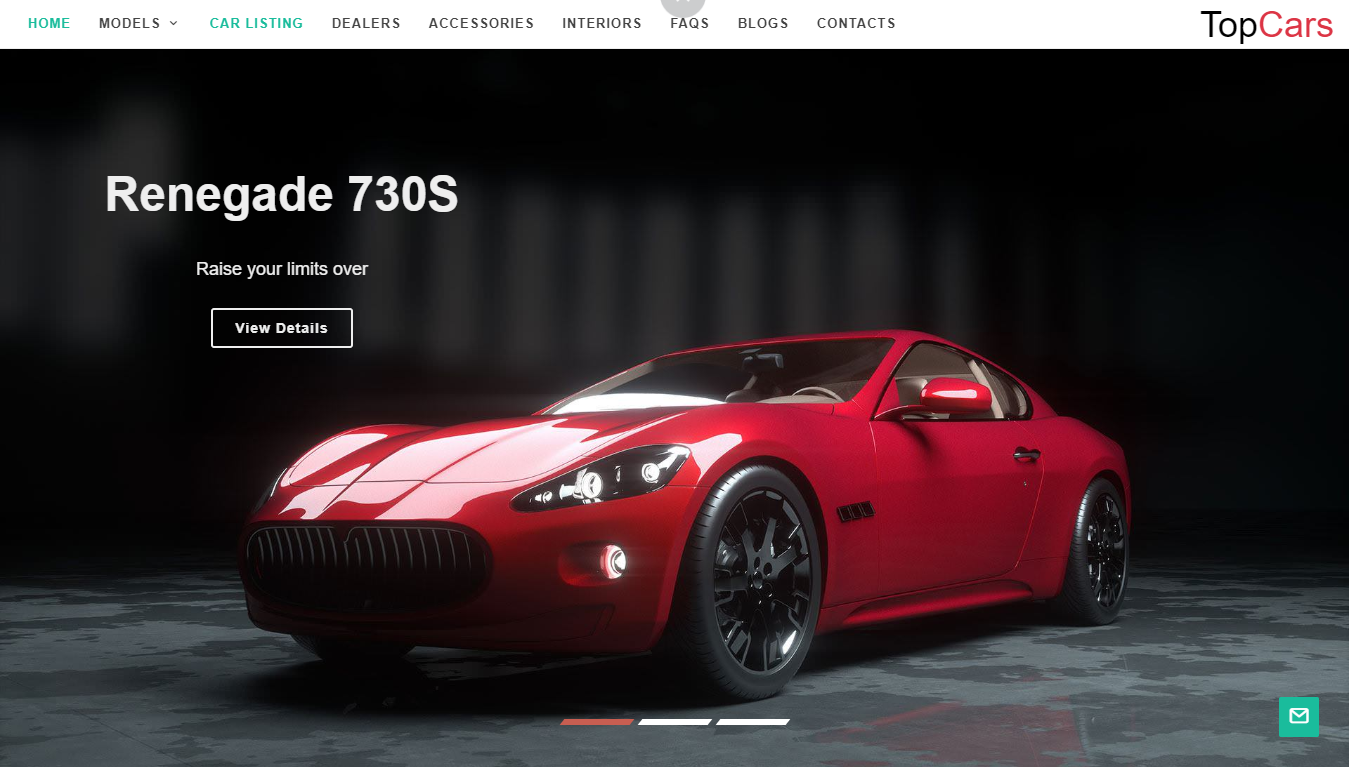 HOME MODELS CAR LISTING DEALERS ACCESSORIES INTERIORS FAQS BLOGS CONTACTS TopCars
Renegade 730S
Raise your limits over
View Details